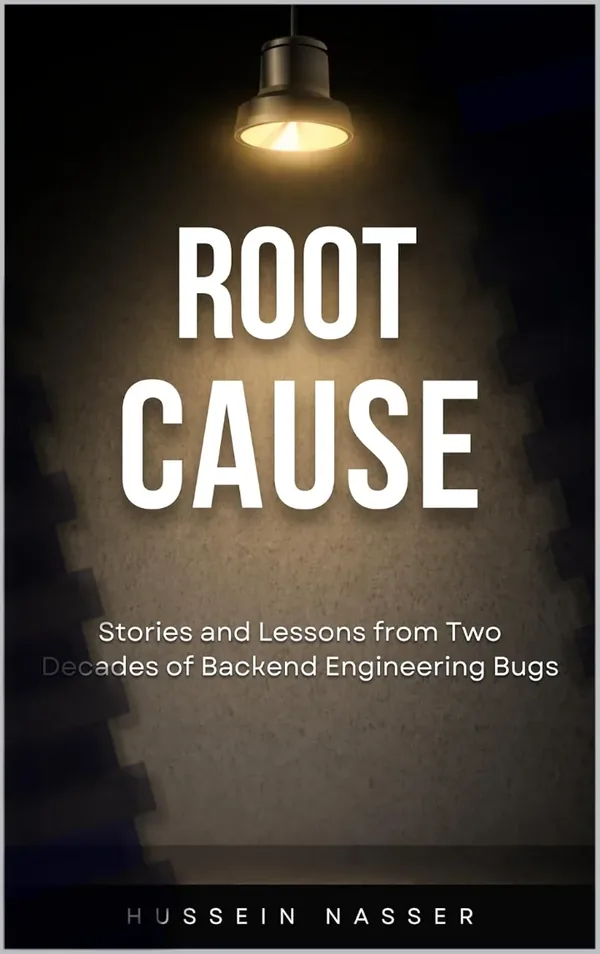 ROOT
CAUSE
Stories and Lessons from Two
Decades of Backend Engineering Bugs
HUSSEIN NASSER